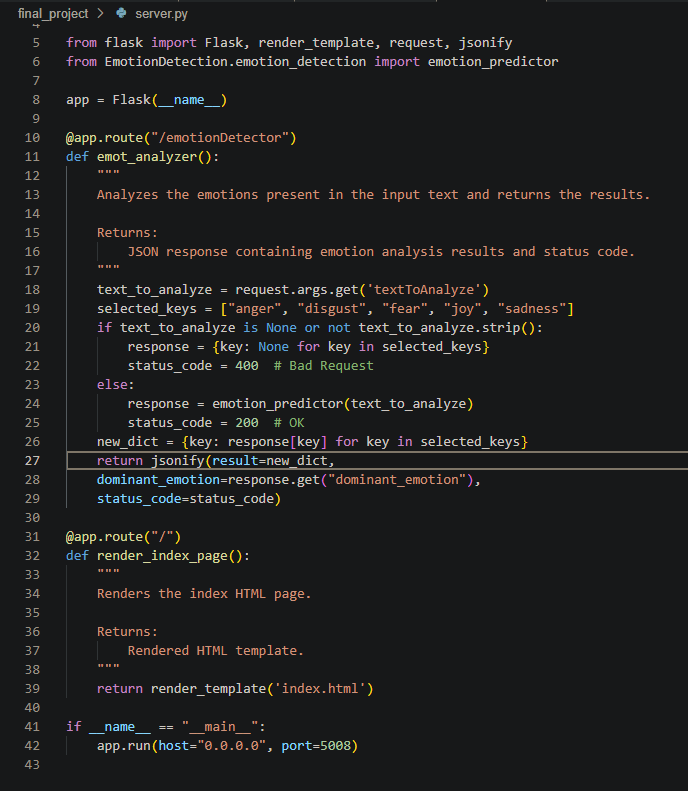 final_project > server.py
4
5 from flask import Flask, render_template, request, jsonify
6 from EmotionDetection.emotion_detection import emotion_predictor
7
8 app = Flask(__name__)
9
10 @app.route("/emotionDetector")
11 def emot_analyzer():
12     """
13     Analyzes the emotions present in the input text and returns the results.
14
15     Returns:
16         JSON response containing emotion analysis results and status code.
17     """
18     text_to_analyze = request.args.get('textToAnalyze')
19     selected_keys = ["anger", "disgust", "fear", "joy", "sadness"]
20     if text_to_analyze is None or not text_to_analyze.strip():
21         response = {key: None for key in selected_keys}
22         status_code = 400  # Bad Request
23     else:
24         response = emotion_predictor(text_to_analyze)
25         status_code = 200  # OK
26     new_dict = {key: response[key] for key in selected_keys}
27     return jsonify(result=new_dict,
28     dominant_emotion=response.get("dominant_emotion"),
29     status_code=status_code)
30
31 @app.route("/")
32 def render_index_page():
33     """
34     Renders the index HTML page.
35
36     Returns:
37         Rendered HTML template.
38     """
39     return render_template('index.html')
40
41 if __name__ == "__main__":
42     app.run(host="0.0.0.0", port=5008)
43